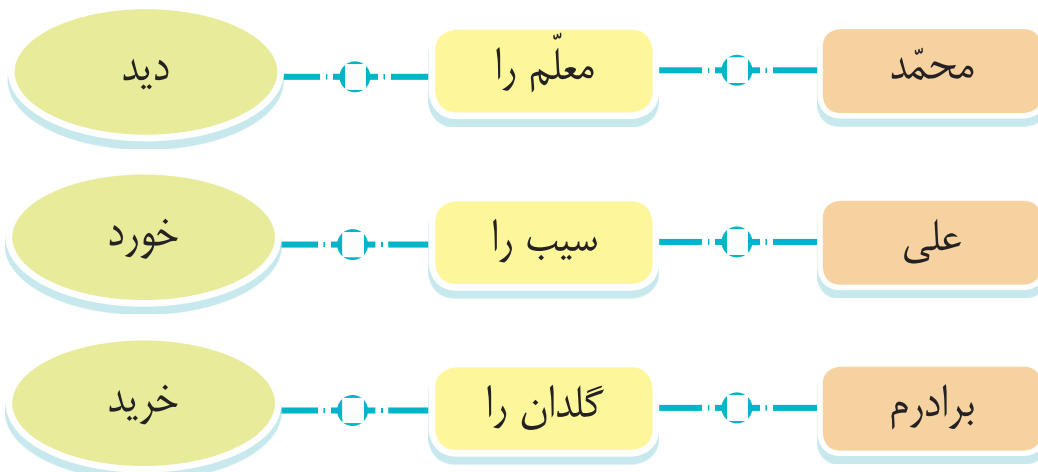 محمّد معلّم را دید
علی سیب را خورد
برادرم گلدان را خرید